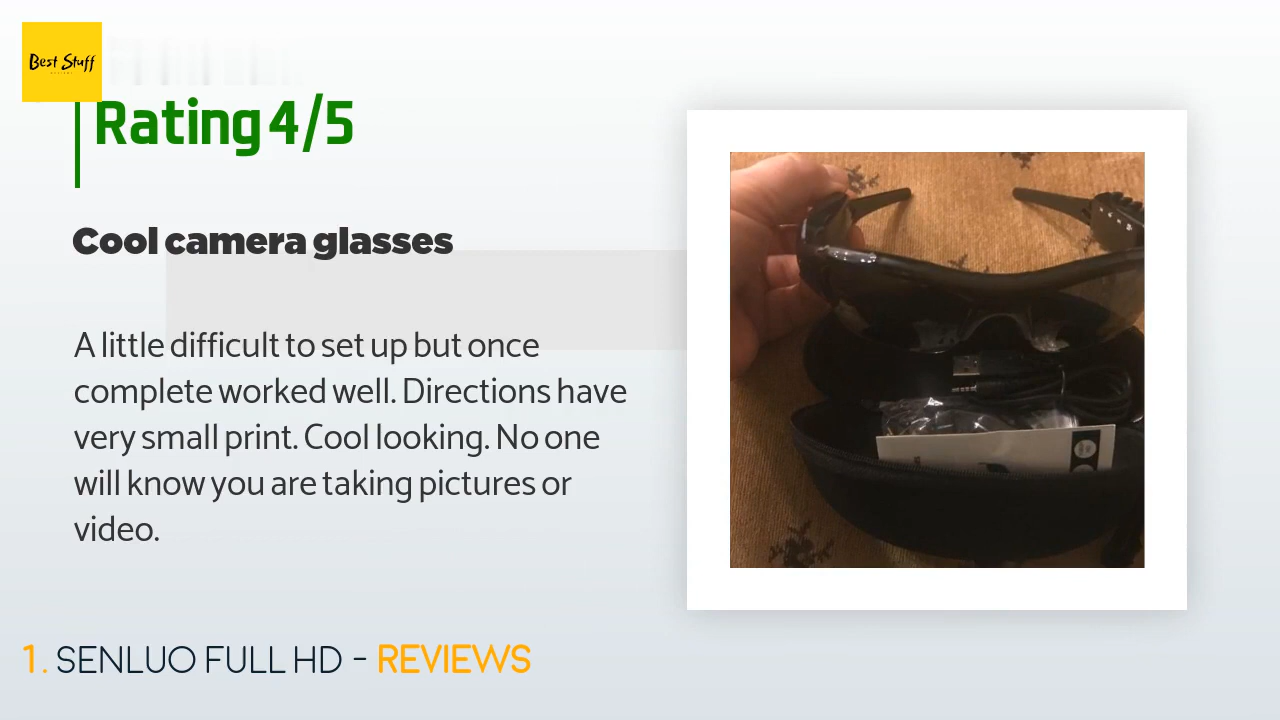 Best Stuff
Rating 4/5
Cool camera glasses
A little difficult to set up but once
complete worked well. Directions have
very small print. Cool looking. No one
will know you are taking pictures or
video.
1. SENLUO FULL HD - REVIEWS